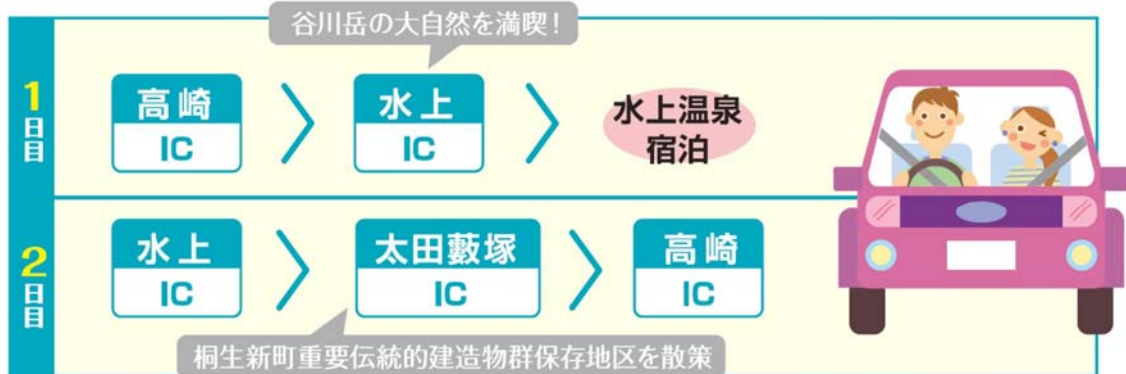 谷川岳の大自然を満喫！
1日目
高崎
IC
水上
IC
水上温泉
宿泊
2日目
水上
IC
太田藪塚
IC
高崎
IC
桐生新町重要伝統的建造物群保存地区を散策